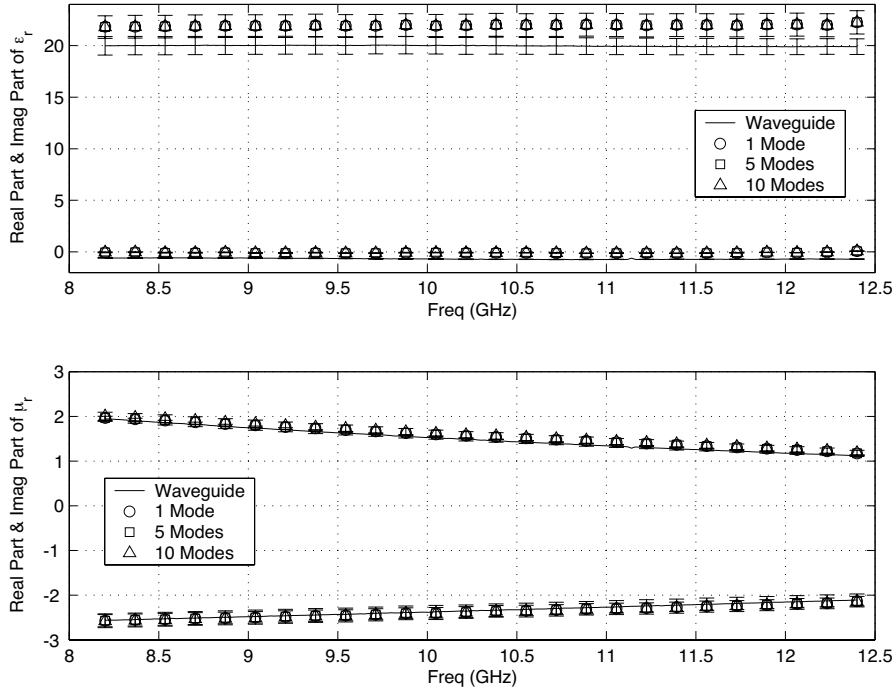 Real Part & Imag Part of ε_r
20
15
10
5
0
Waveguide
1 Mode
5 Modes
10 Modes
8
8.5
9
9.5
10
10.5
11
11.5
12
12.5
Freq (GHz)
Real Part & Imag Part of μ_r
3
2
1
0
-1
-2
-3
Waveguide
1 Mode
5 Modes
10 Modes
8
8.5
9
9.5
10
10.5
11
11.5
12
12.5
Freq (GHz)